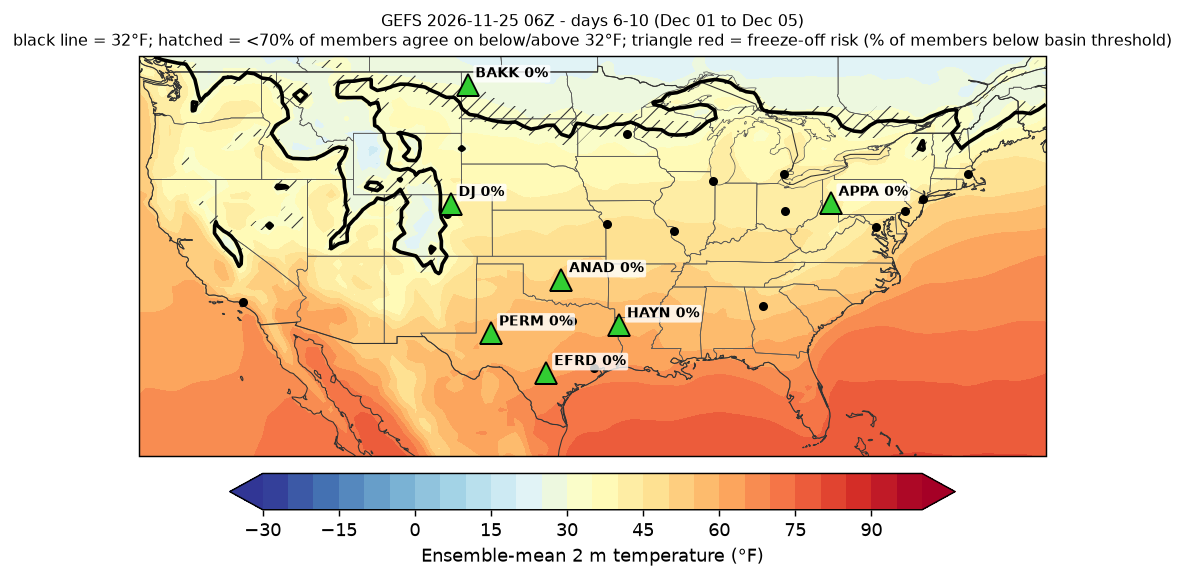 GEFS 2026-11-25 06Z - days 6-10 (Dec 01 to Dec 05)
black line = 32°F; hatched = <70% of members agree on below/above 32°F; triangle red = freeze-off risk (% of members below basin threshold)
BAKK 0%
DJ 0%
APPA 0%
ANAD 0%
HAYN 0%
PERM 0%
EFRD 0%
−30 −15 0 15 30 45 60 75 90
Ensemble-mean 2 m temperature (°F)